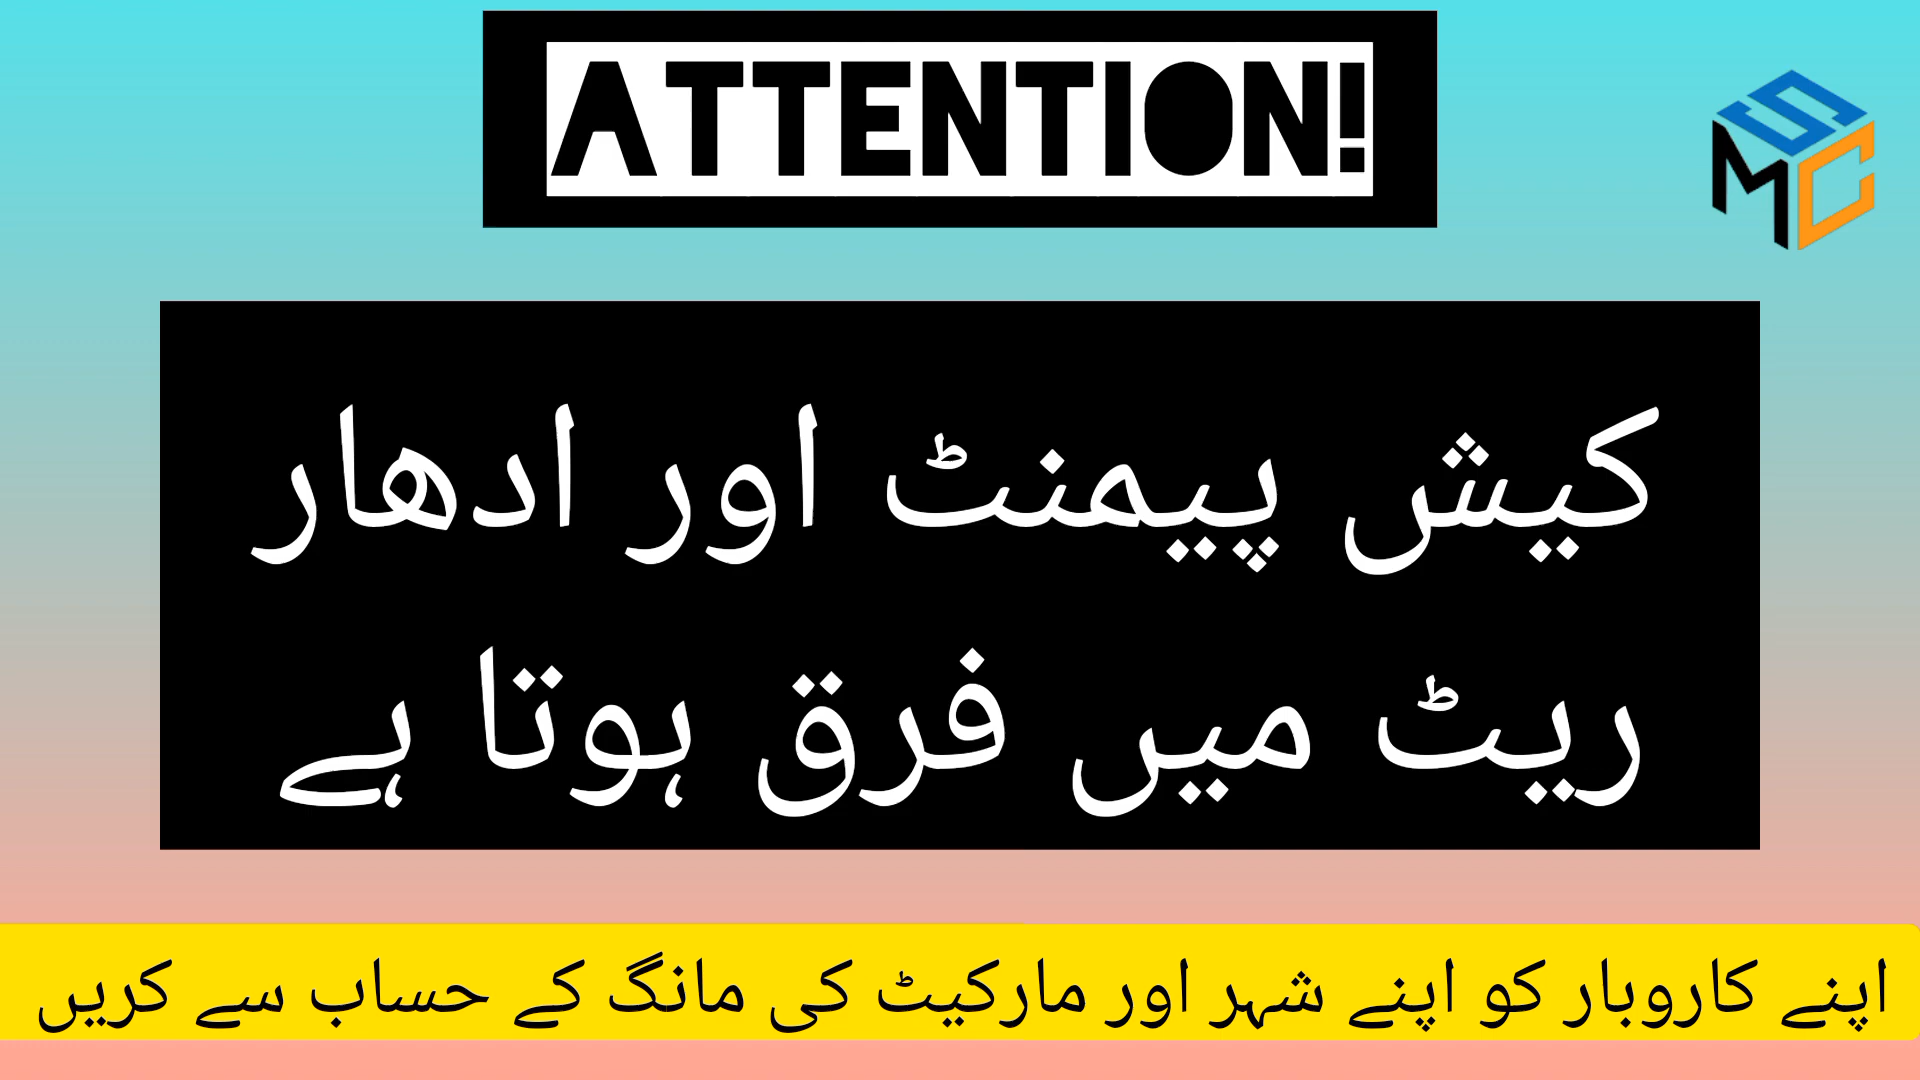 ATTENTION!
SMC
کیش پیمنٹ اور ادھار
ریٹ میں فرق ہوتا ہے
اپنے کاروبار کو اپنے شہر اور مارکیٹ کی مانگ کے حساب سے کریں